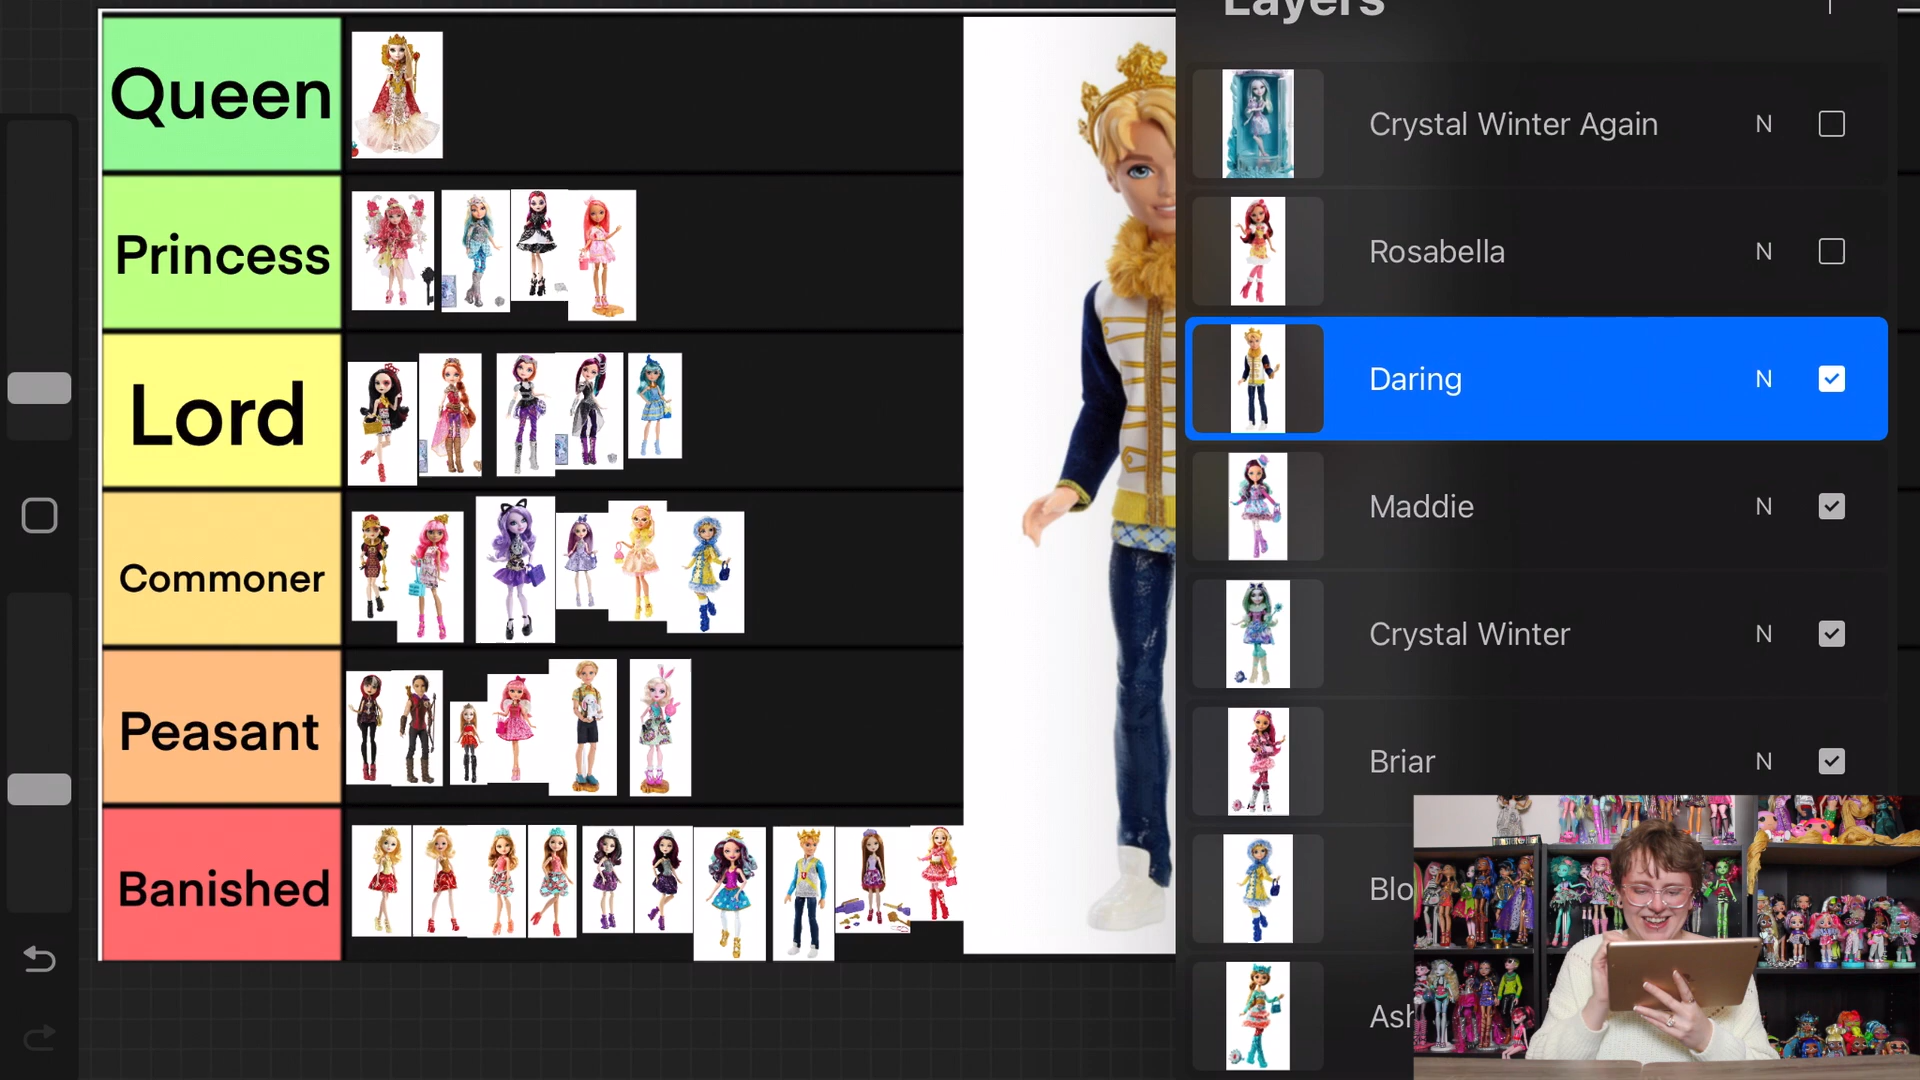 Layers
Queen
Princess
Lord
Commoner
Peasant
Banished
Crystal Winter Again N
Rosabella N
Daring N
Maddie N
Crystal Winter N
Briar N
Blo
Ash